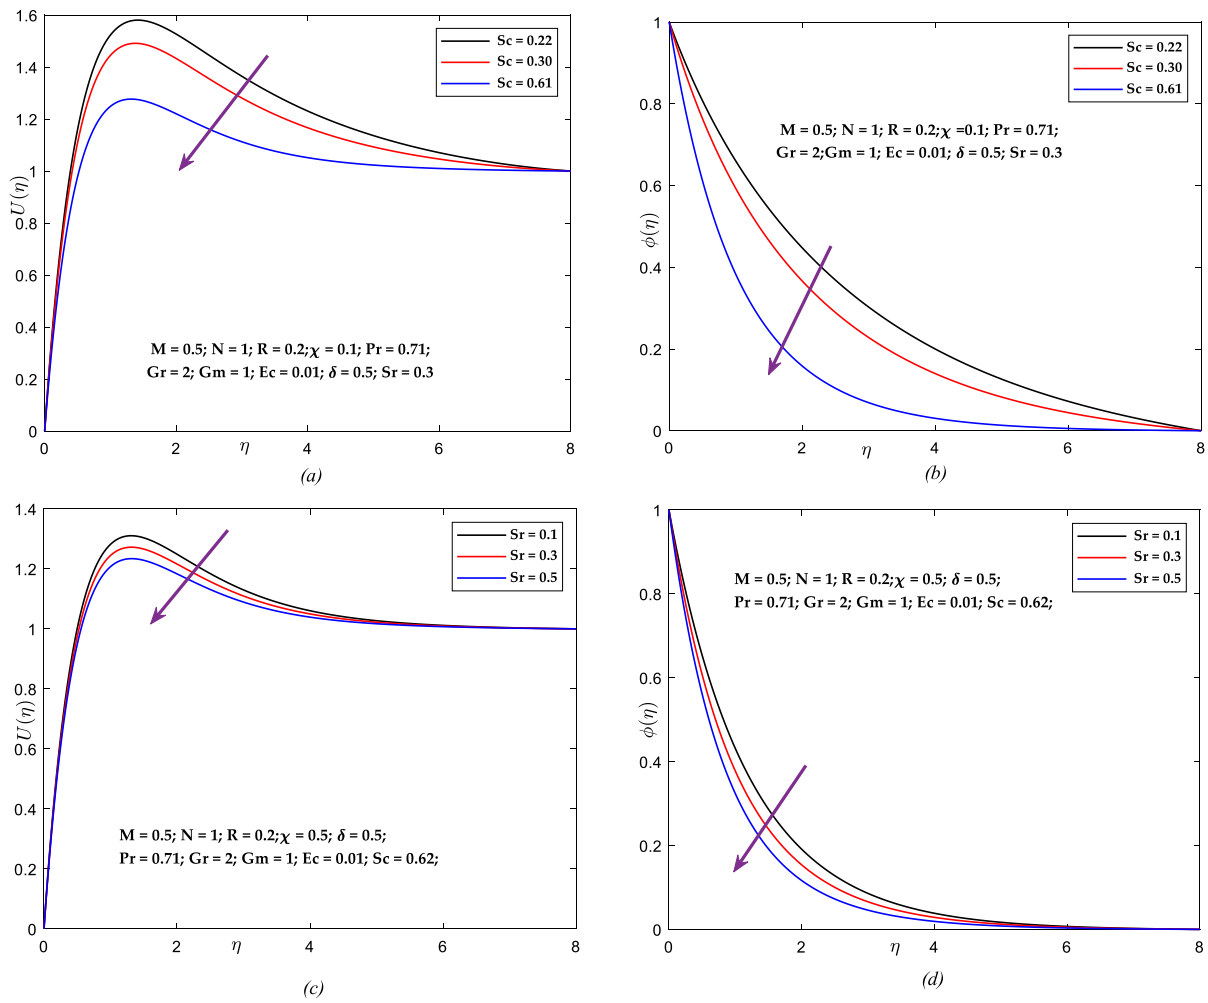 1.6
1.4
1.2
1
0.8
0.6
0.4
0.2
0
U(η)
Sc = 0.22
Sc = 0.30
Sc = 0.61
M = 0.5; N = 1; R = 0.2;χ = 0.1; Pr = 0.71;
Gr = 2; Gm = 1; Ec = 0.01; δ = 0.5; Sr = 0.3
0 2 4 6 8
η
(a)
1
0.8
0.6
0.4
0.2
0
ϕ(η)
Sc = 0.22
Sc = 0.30
Sc = 0.61
M = 0.5; N = 1; R = 0.2;χ =0.1; Pr = 0.71;
Gr = 2;Gm = 1; Ec = 0.01; δ = 0.5; Sr = 0.3
0 2 4 6 8
η
(b)
1.4
1.2
1
0.8
0.6
0.4
0.2
0
U(η)
Sr = 0.1
Sr = 0.3
Sr = 0.5
M = 0.5; N = 1; R = 0.2;χ = 0.5; δ = 0.5;
Pr = 0.71; Gr = 2; Gm = 1; Ec = 0.01; Sc = 0.62;
0 2 4 6 8
η
(c)
1
0.8
0.6
0.4
0.2
0
ϕ(η)
Sr = 0.1
Sr = 0.3
Sr = 0.5
M = 0.5; N = 1; R = 0.2;χ = 0.5; δ = 0.5;
Pr = 0.71; Gr = 2; Gm = 1; Ec = 0.01; Sc = 0.62;
0 2 4 6 8
η
(d)